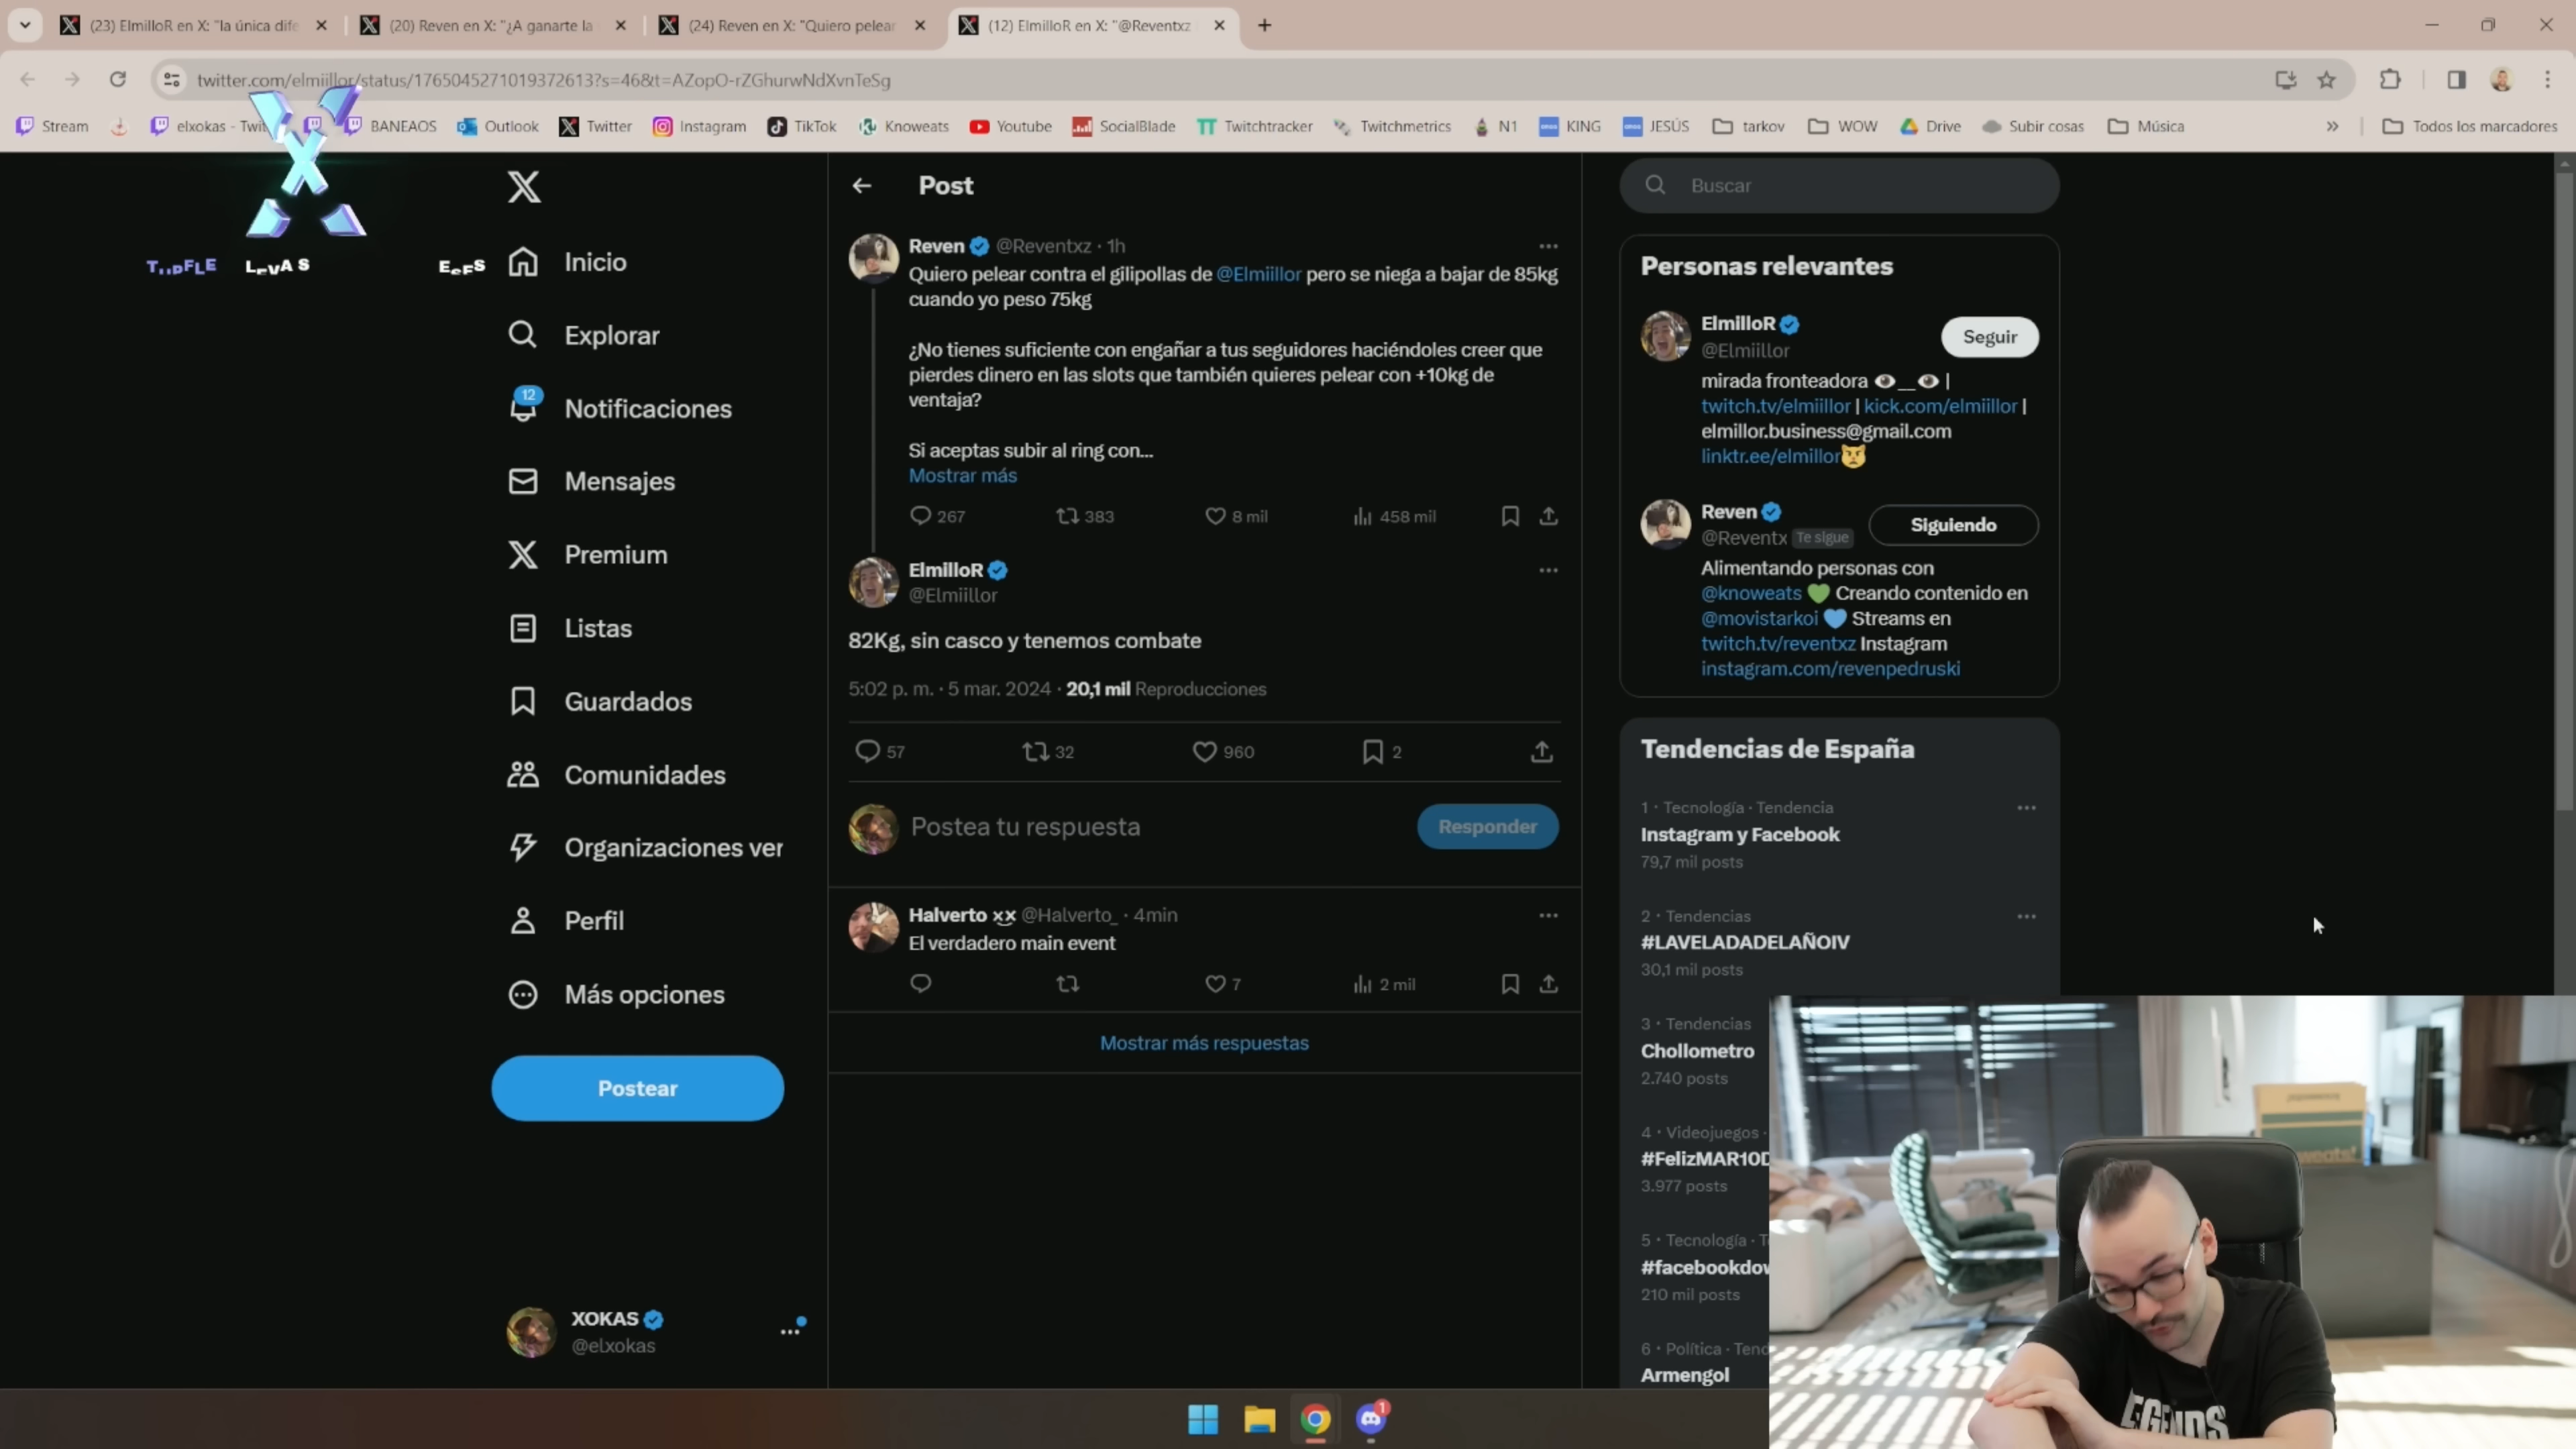 (23) ElmilloR en X: "la única dife
(20) Reven en X: "¿A ganarte la
(24) Reven en X: "Quiero pelear
(12) ElmilloR en X: "@Reventxz
twitter.com/elmiillor/status/1765045271019372613?s=46&t=AZopO-rZGhurwNdXvnTeSg
Stream
elxokas - Twit
BANEAOS
Outlook
Twitter
Instagram
TikTok
Knoweats
Youtube
SocialBlade
Twitchtracker
Twitchmetrics
N1
KING
JESÚS
tarkov
WOW
Drive
Subir cosas
Música
Todos los marcadores
Inicio
Explorar
12
Notificaciones
Mensajes
Premium
Listas
Guardados
Comunidades
Organizaciones ver
Perfil
Más opciones
Postear
XOKAS
@elxokas
Post
Reven @Reventxz · 1h
Quiero pelear contra el gilipollas de @Elmiillor pero se niega a bajar de 85kg
cuando yo peso 75kg
¿No tienes suficiente con engañar a tus seguidores haciéndoles creer que
pierdes dinero en las slots que también quieres pelear con +10kg de
ventaja?
Si aceptas subir al ring con...
Mostrar más
267 383 8 mil 458 mil
ElmilloR
@Elmiillor
82Kg, sin casco y tenemos combate
5:02 p. m. · 5 mar. 2024 · 20,1 mil Reproducciones
57 32 960 2
Postea tu respuesta
Responder
Halverto @Halverto_ · 4min
El verdadero main event
7 2 mil
Mostrar más respuestas
Buscar
Personas relevantes
ElmilloR
@Elmiillor
Seguir
mirada fronteadora 👁️__👁️ |
twitch.tv/elmiillor | kick.com/elmiillor |
elmillor.business@gmail.com
linktr.ee/elmillor😾
Reven
@Reventx Te sigue
Siguiendo
Alimentando personas con
@knoweats 💚 Creando contenido en
@movistarkoi 💙 Streams en
twitch.tv/reventxz Instagram
instagram.com/revenpedruski
Tendencias de España
1 · Tecnología · Tendencia
Instagram y Facebook
79,7 mil posts
2 · Tendencias
#LAVELADADELAÑOIV
30,1 mil posts
3 · Tendencias
Chollometro
2.740 posts
4 · Videojuegos ·
#FelizMAR10D
3.977 posts
5 · Tecnología · T
#facebookdow
210 mil posts
6 · Política · Tend
Armengol
1